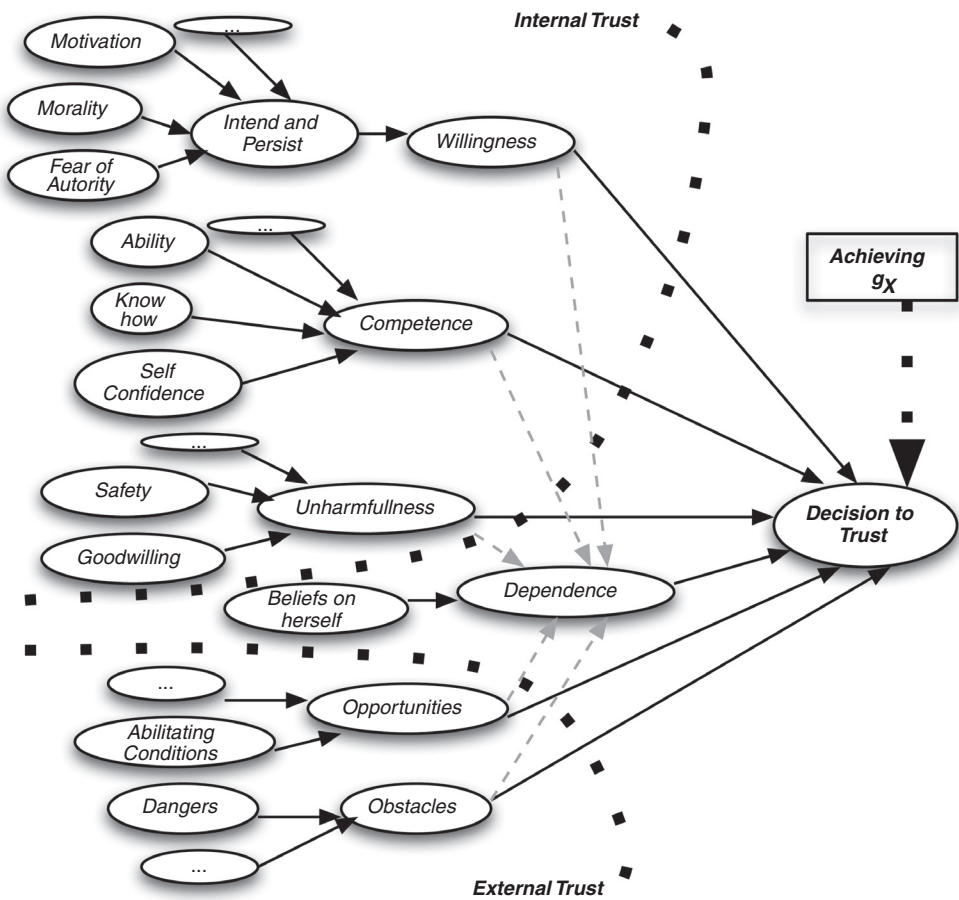 Internal Trust
Motivation
...
Morality
Intend and
Persist
Willingness
Fear of
Autority
Ability
...
Achieving
gX
Know
how
Competence
Self
Confidence
...
Safety
Unharmfullness
Decision to
Trust
Goodwilling
Dependence
Beliefs on
herself
...
Opportunities
Abilitating
Conditions
Dangers
Obstacles
...
External Trust